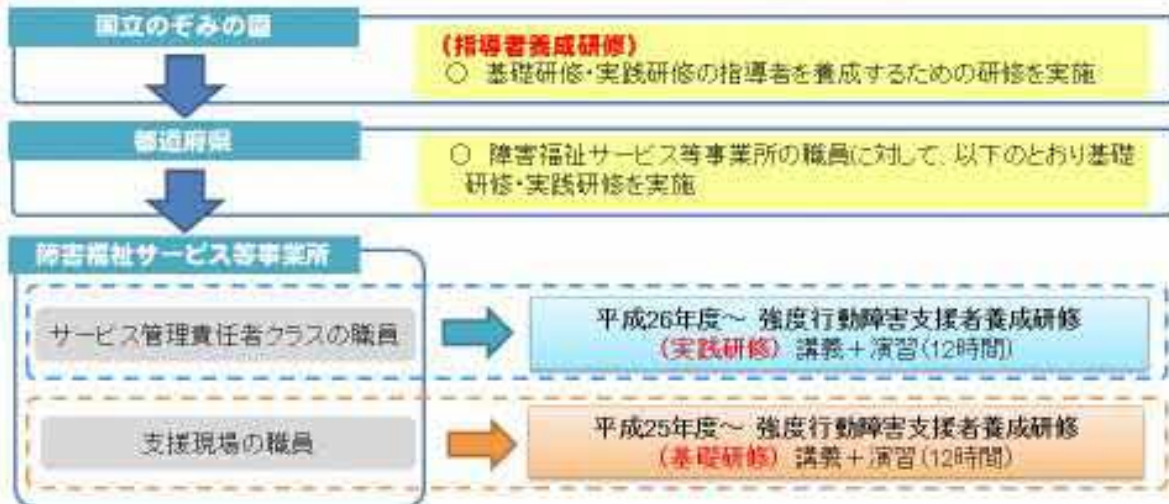 国立のぞみの園
(指導者養成研修)
○ 基礎研修・実践研修の指導者を養成するための研修を実施
都道府県
○ 障害福祉サービス等事業所の職員に対して、以下のとおり基礎
研修・実践研修を実施
障害福祉サービス等事業所
サービス管理責任者クラスの職員
平成26年度～ 強度行動障害支援者養成研修
(実践研修) 講義＋演習(12時間)
支援現場の職員
平成25年度～ 強度行動障害支援者養成研修
(基礎研修) 講義＋演習(12時間)